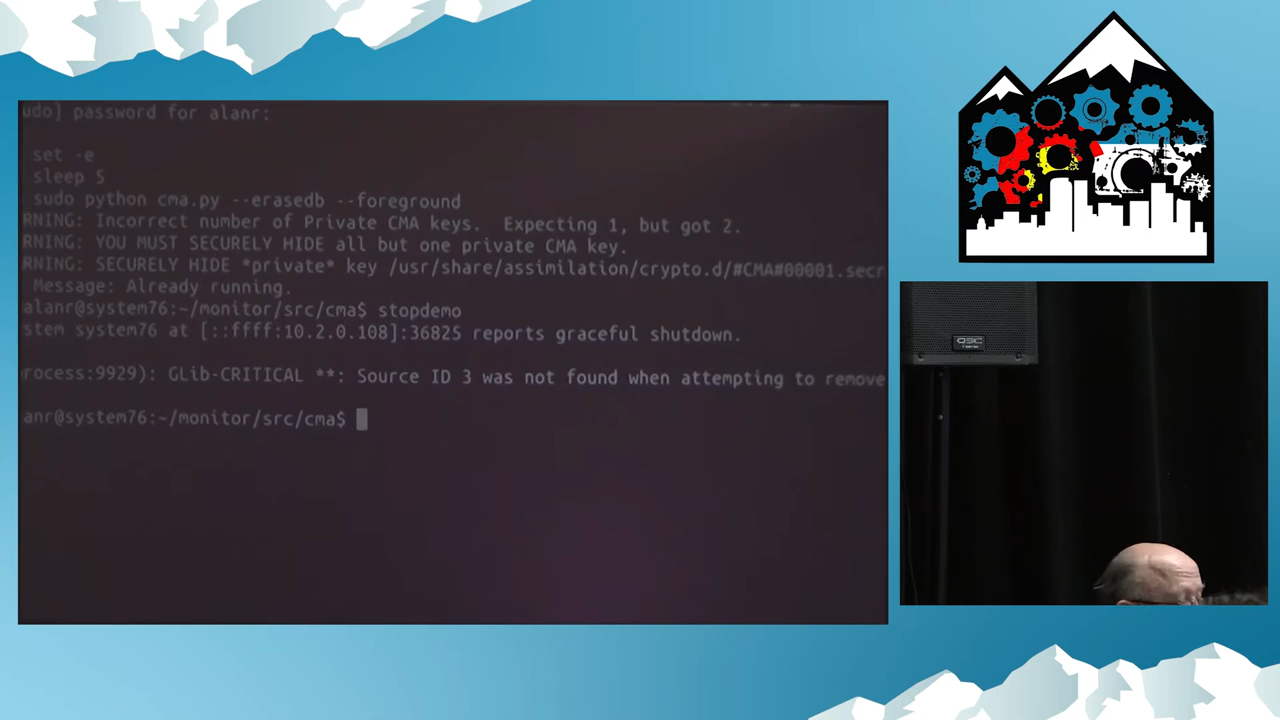 udo] password for alanr:
set -e
sleep 5
sudo python cma.py --erasedb --foreground
RNING: Incorrect number of Private CMA keys. Expecting 1, but got 2.
RNING: YOU MUST SECURELY HIDE all but one private CMA key.
RNING: SECURELY HIDE *private* key /usr/share/assimilation/crypto.d/#CMA#00001.secr
Message: Already running.
alanr@system76:~/monitor/src/cma$ stopdemo
stem system76 at [::ffff:10.2.0.108]:36825 reports graceful shutdown.
rocess:9929): GLib-CRITICAL **: Source ID 3 was not found when attempting to remove
anr@system76:~/monitor/src/cma$
QSC